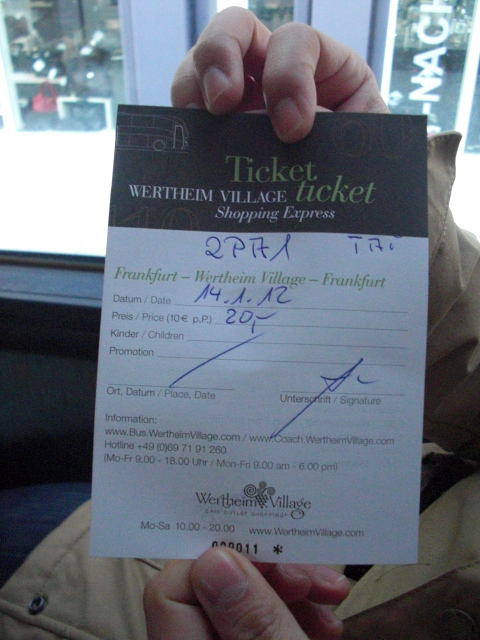 -NACH
Ticket
WERTHEIM VILLAGE ticket
Shopping Express
Frankfurt – Wertheim Village – Frankfurt
Datum / Date 14.1.12
Preis / Price (10€ p.P.) 20,-
Kinder / Children
Promotion
Ort, Datum / Place, Date
Unterschrift / Signature
Information:
www.Bus.WertheimVillage.com / www.Coach.WertheimVillage.com
Hotline +49 (0)69 71 91 260
(Mo-Fr 9.00 - 18.00 Uhr / Mon-Fri 9.00 am - 6.00 pm)
Wertheim Village
Mo-Sa 10.00 - 20.00 www.WertheimVillage.com
000011 *